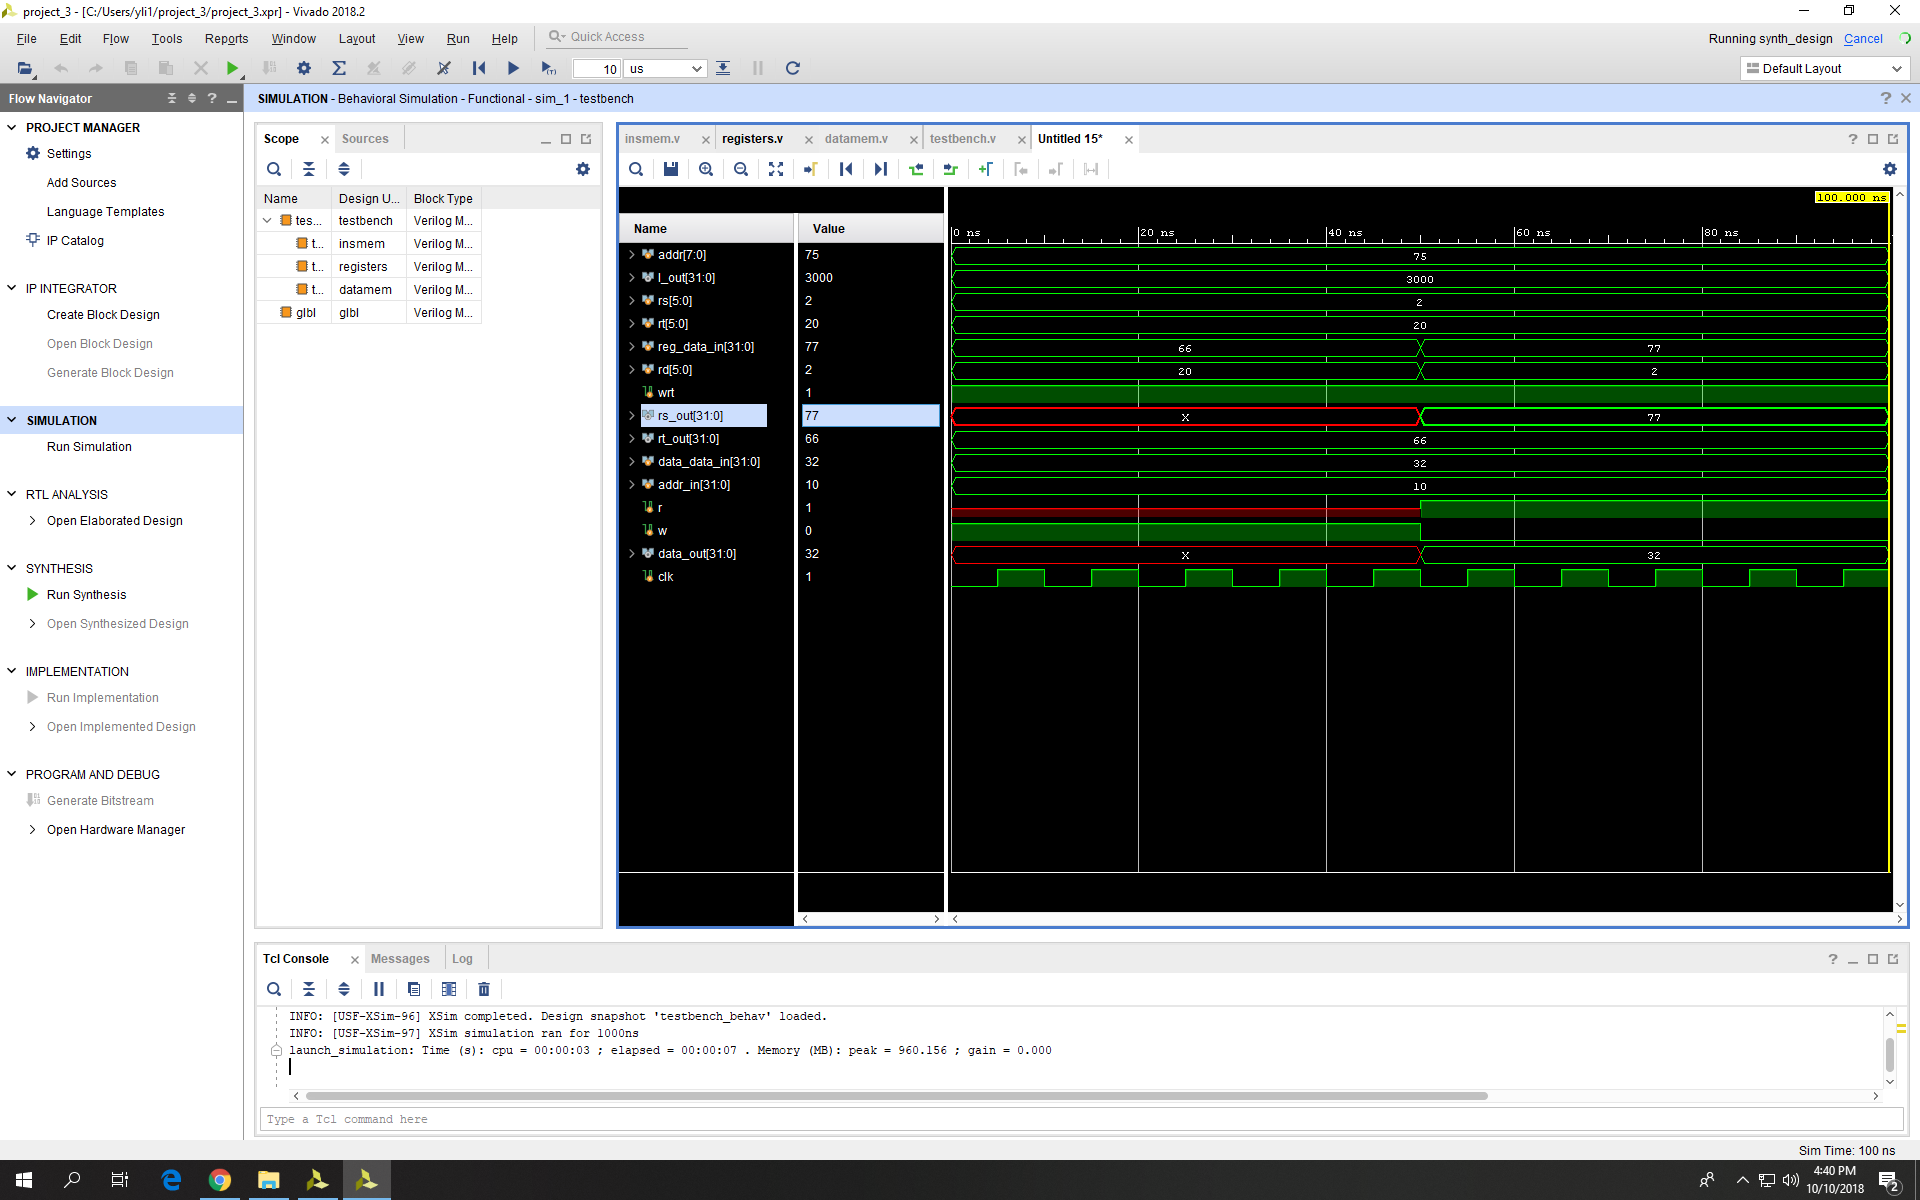 project_3 - [C:/Users/yli1/project_3/project_3.xpr] - Vivado 2018.2
File Edit Flow Tools Reports Window Layout View Run Help Quick Access
Running synth_design Cancel
10 us
Default Layout
Flow Navigator
SIMULATION - Behavioral Simulation - Functional - sim_1 - testbench
PROJECT MANAGER
Settings
Add Sources
Language Templates
IP Catalog
IP INTEGRATOR
Create Block Design
Open Block Design
Generate Block Design
SIMULATION
Run Simulation
RTL ANALYSIS
Open Elaborated Design
SYNTHESIS
Run Synthesis
Open Synthesized Design
IMPLEMENTATION
Run Implementation
Open Implemented Design
PROGRAM AND DEBUG
Generate Bitstream
Open Hardware Manager
Scope Sources
Name Design U... Block Type
tes... testbench Verilog M...
t... insmem Verilog M...
t... registers Verilog M...
t... datamem Verilog M...
glbl glbl Verilog M...
insmem.v registers.v datamem.v testbench.v Untitled 15*
100.000 ns
Name Value 0 ns 20 ns 40 ns 60 ns 80 ns
addr[7:0] 75 75
I_out[31:0] 3000 3000
rs[5:0] 2 2
rt[5:0] 20 20
reg_data_in[31:0] 77 66 77
rd[5:0] 2 20 2
wrt 1
rs_out[31:0] 77 X 77
rt_out[31:0] 66 66
data_data_in[31:0] 32 32
addr_in[31:0] 10 10
r 1
w 0
data_out[31:0] 32 X 32
clk 1
Tcl Console Messages Log
INFO: [USF-XSim-96] XSim completed. Design snapshot 'testbench_behav' loaded.
INFO: [USF-XSim-97] XSim simulation ran for 1000ns
launch_simulation: Time (s): cpu = 00:00:03 ; elapsed = 00:00:07 . Memory (MB): peak = 960.156 ; gain = 0.000
Type a Tcl command here
Sim Time: 100 ns
4:40 PM
10/10/2018
2